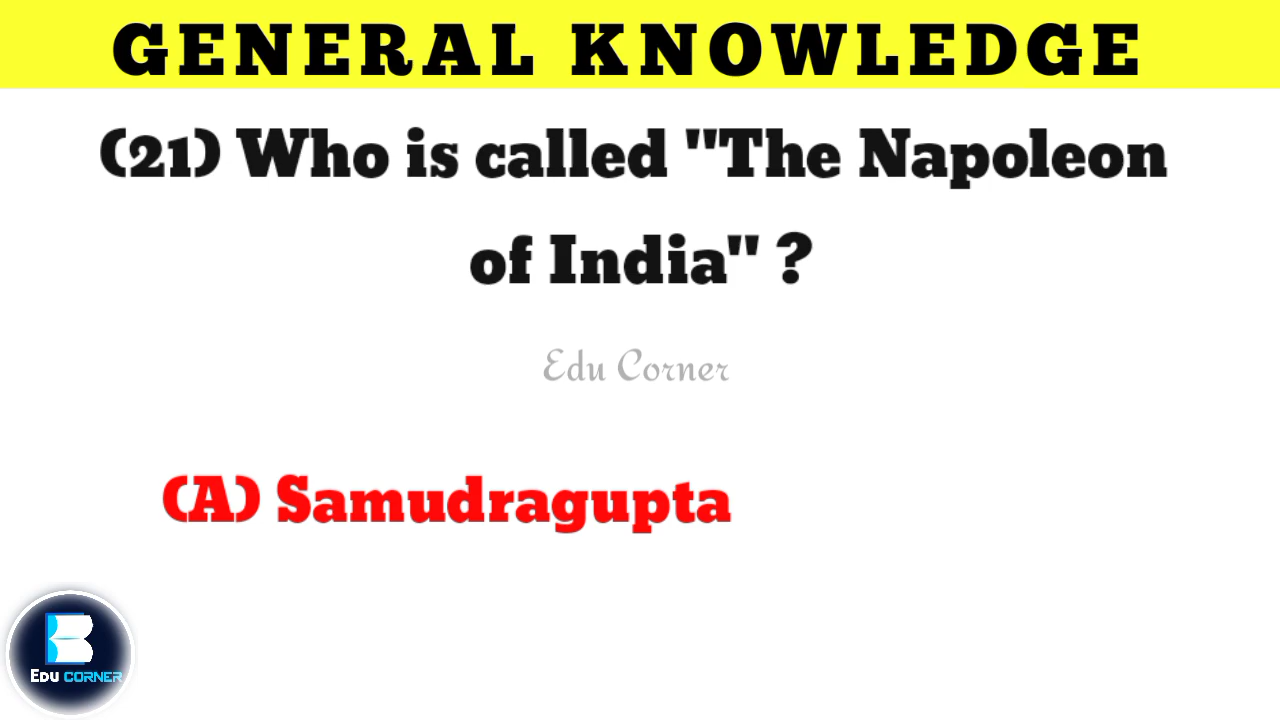 GENERAL KNOWLEDGE
(21) Who is called "The Napoleon
of India" ?
Edu Corner
(A) Samudragupta
EDU CORNER